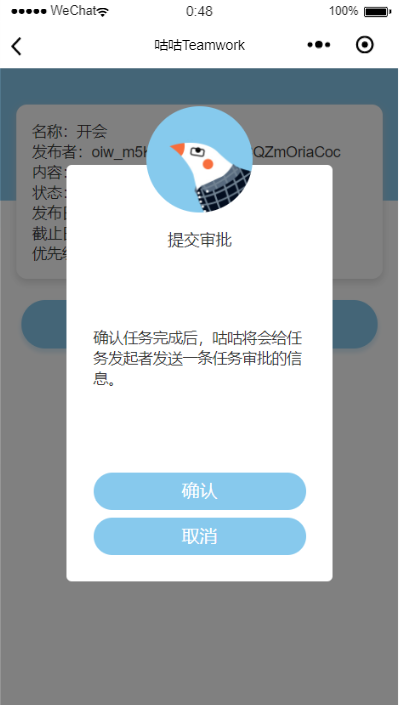 WeChat
0:48
100%
咕咕Teamwork
名称：开会
发布者：oiw_m5 QZmOriaCoc
内容：
状态：
发布
截止
优先
提交审批
确认任务完成后，咕咕将会给任
务发起者发送一条任务审批的信
息。
确认
取消